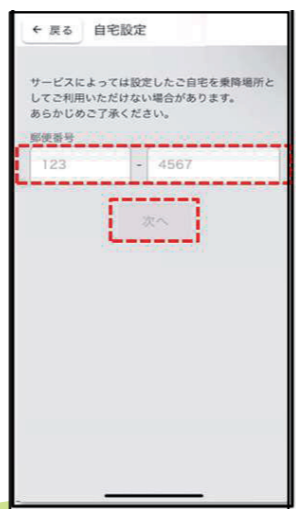 ← 戻る 自宅設定
サービスによっては設定したご自宅を乗降場所と
してご利用いただけない場合があります。
あらかじめご了承ください。
郵便番号
123 - 4567
次へ